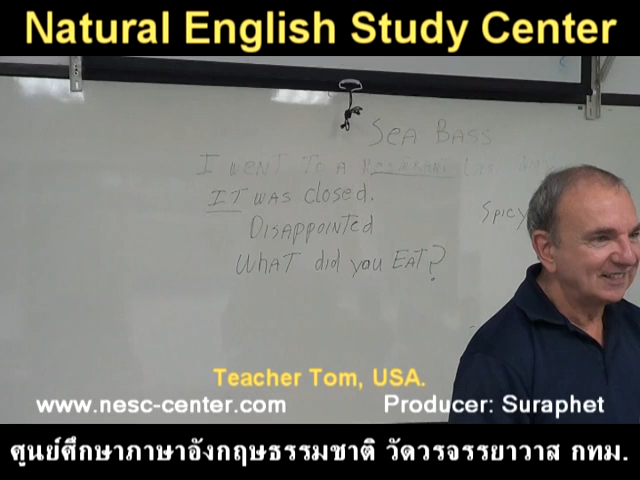 Natural English Study Center
SEA BASS
I WENT TO A
IT WAS Closed.
Spicy
DISAPPOINTED
WHAT did you EAT?
Teacher Tom, USA.
www.nesc-center.com Producer: Suraphet
ศูนย์ศึกษาภาษาอังกฤษธรรมชาติ วัดวรจรรยาวาส กทม.